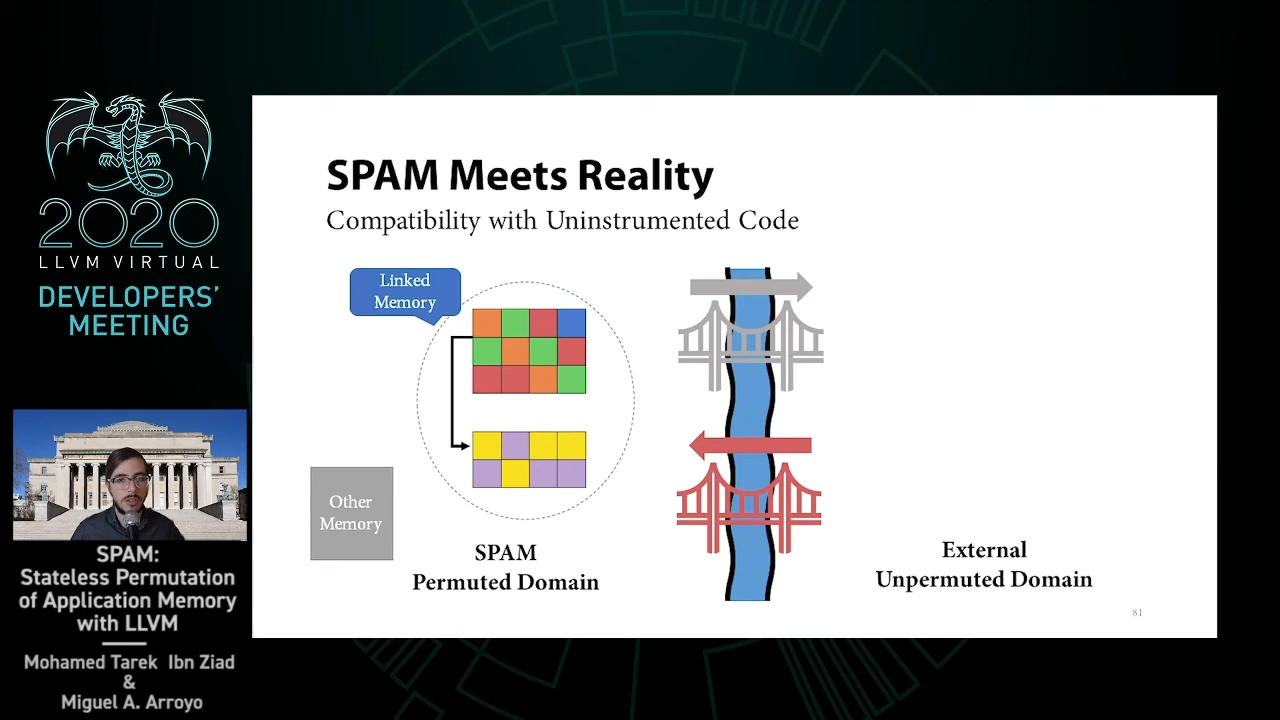 2020
LLVM VIRTUAL
DEVELOPERS'
MEETING
SPAM:
Stateless Permutation
of Application Memory
with LLVM
Mohamed Tarek Ibn Ziad
&
Miguel A. Arroyo
SPAM Meets Reality
Compatibility with Uninstrumented Code
Linked
Memory
Other
Memory
SPAM
Permuted Domain
External
Unpermuted Domain
81